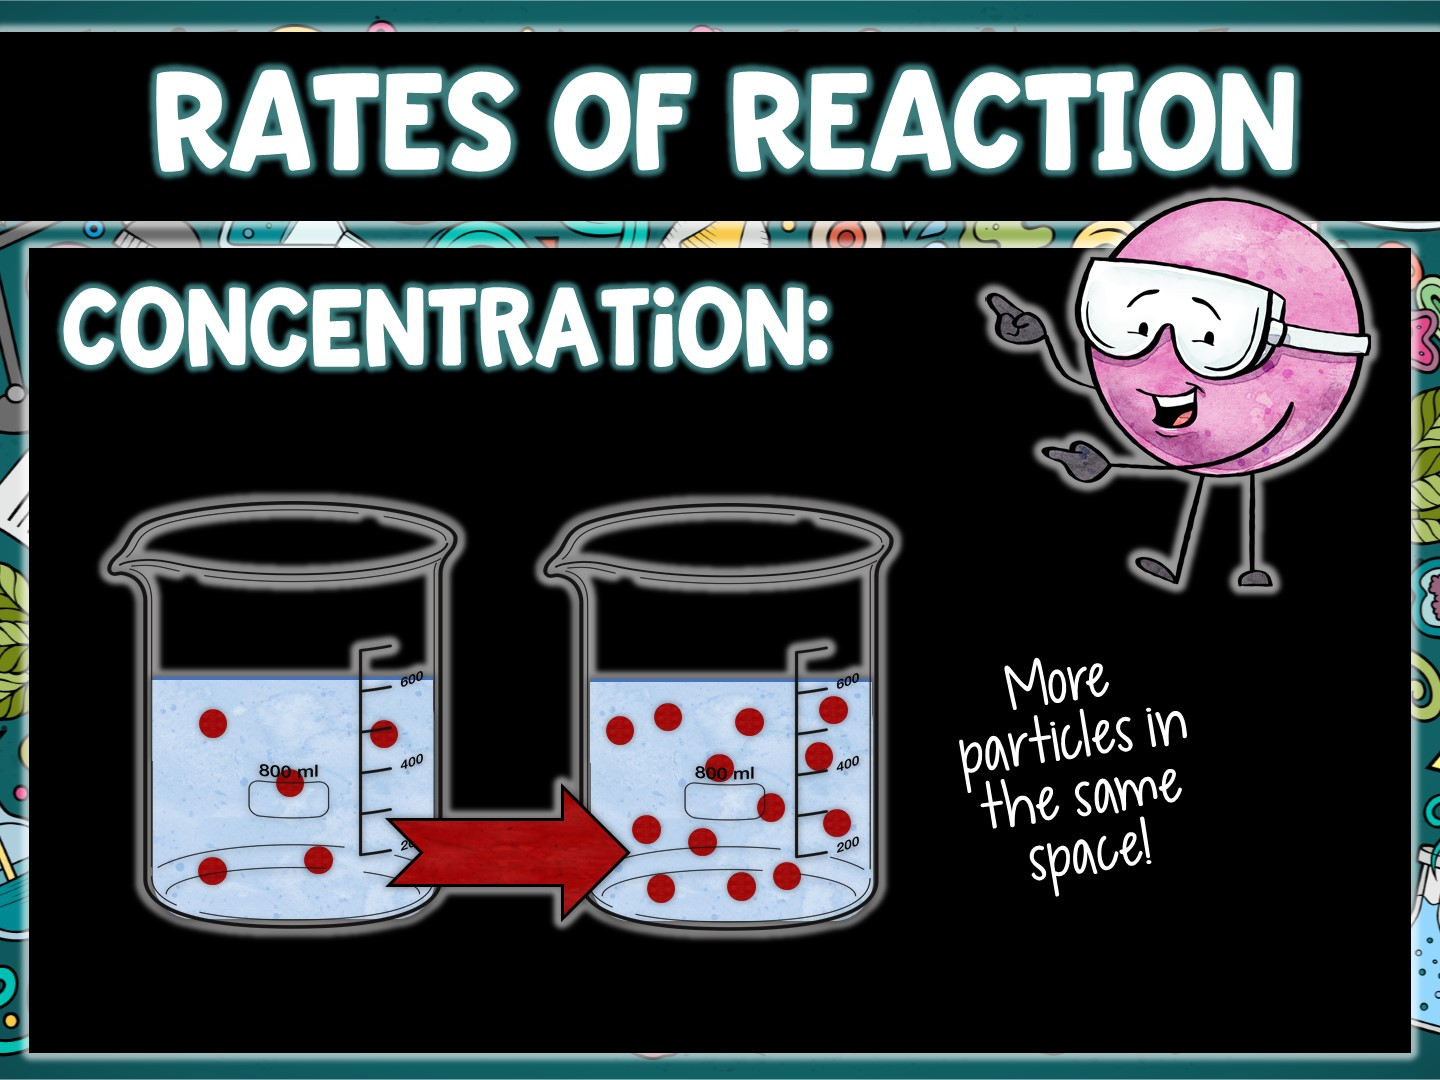 RATES OF REACTION
CONCENTRATiON:
600
800 ml
400
600
800 ml
400
200
More
particles in
the same
space!